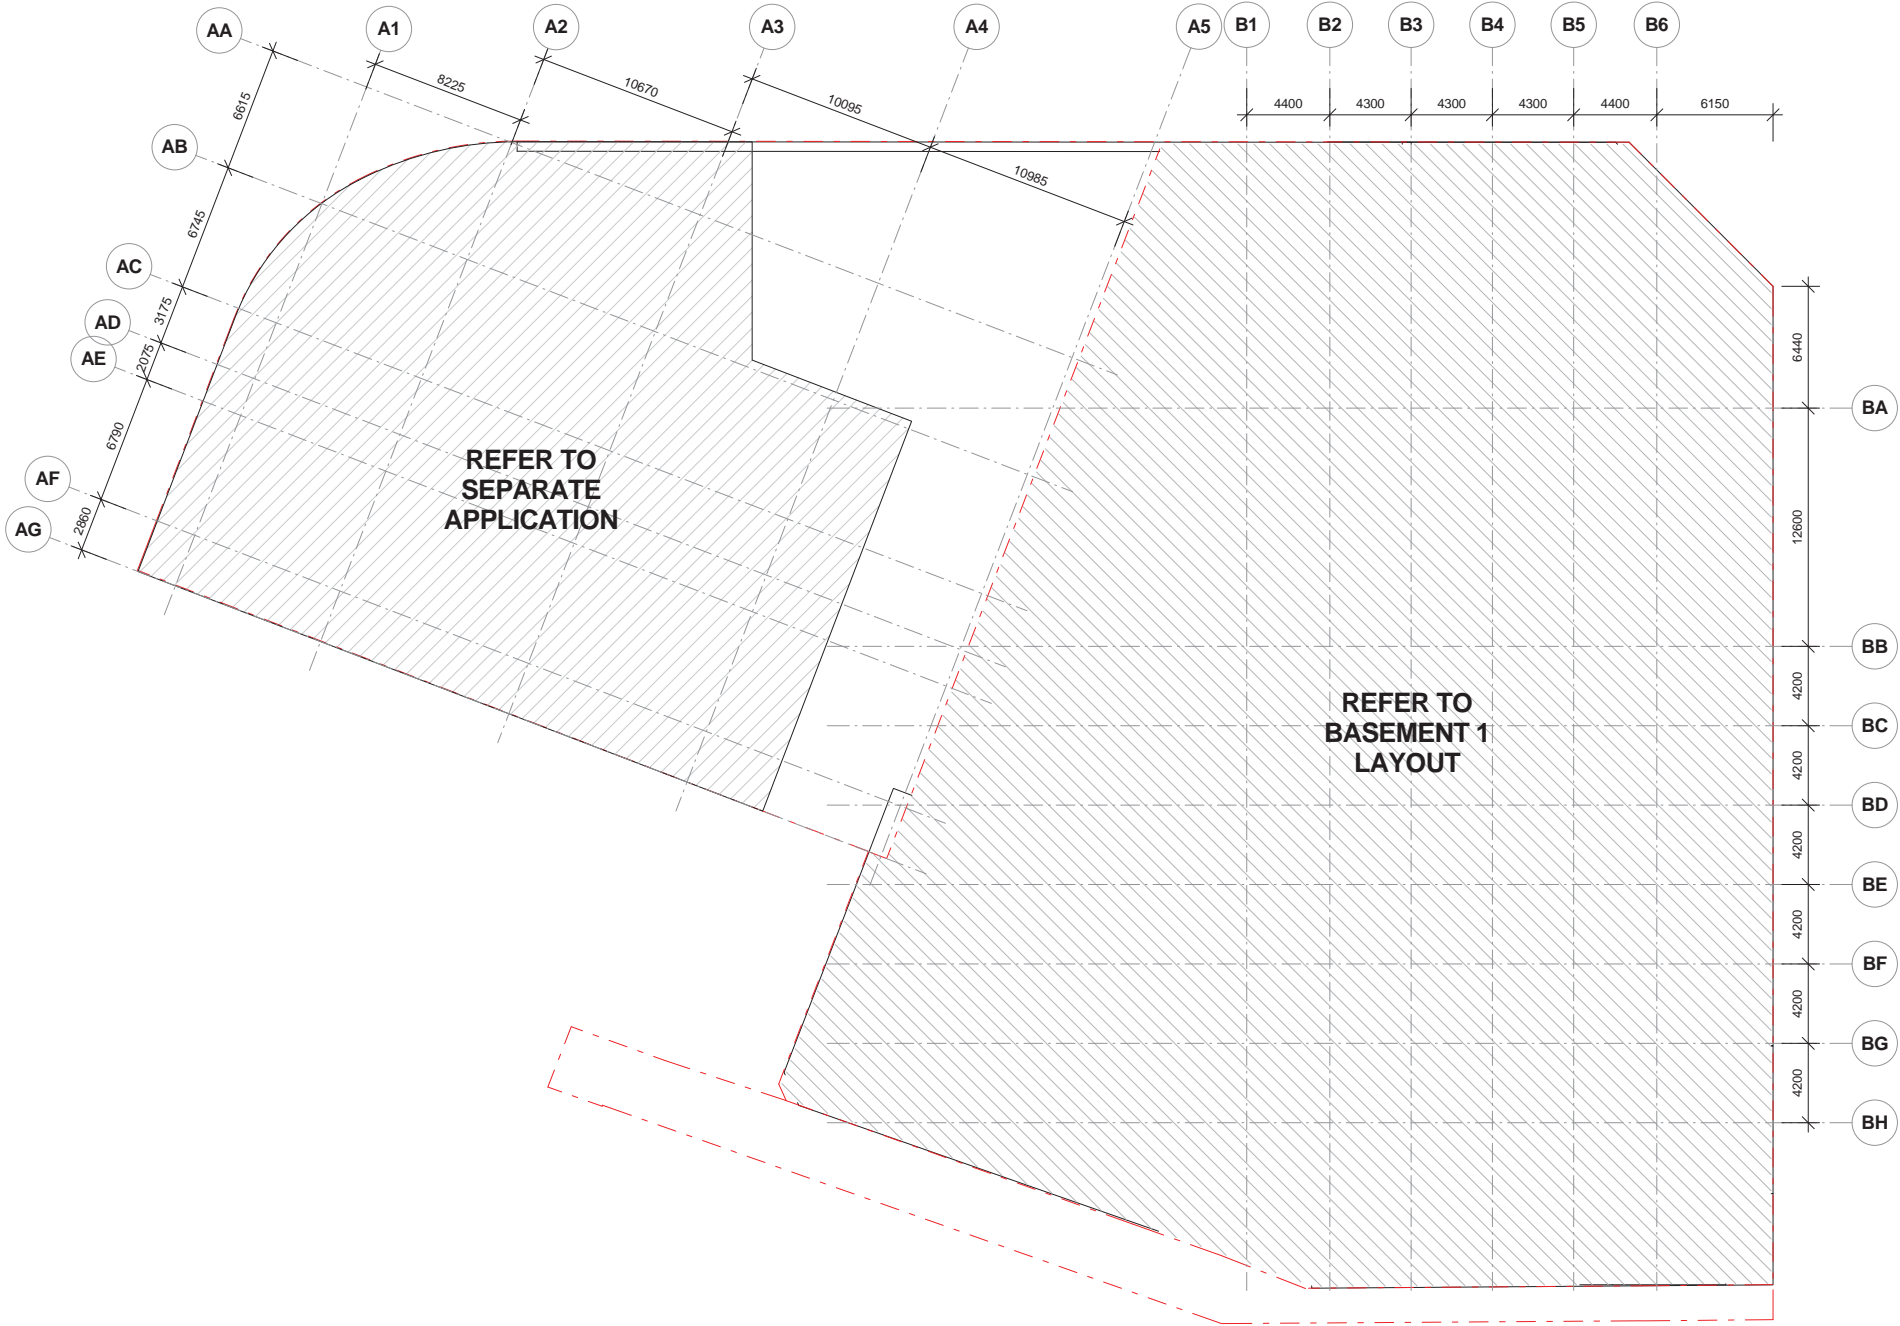 AA
A1
A2
A3
A4
A5
B1
B2
B3
B4
B5
B6
8225
10670
10095
10985
4400
4300
4300
4300
4400
6150
6615
6745
3175
2075
6790
2860
AB
AC
AD
AE
AF
AG
REFER TO
SEPARATE
APPLICATION
REFER TO
BASEMENT 1
LAYOUT
6440
12600
4200
4200
4200
4200
4200
4200
BA
BB
BC
BD
BE
BF
BG
BH